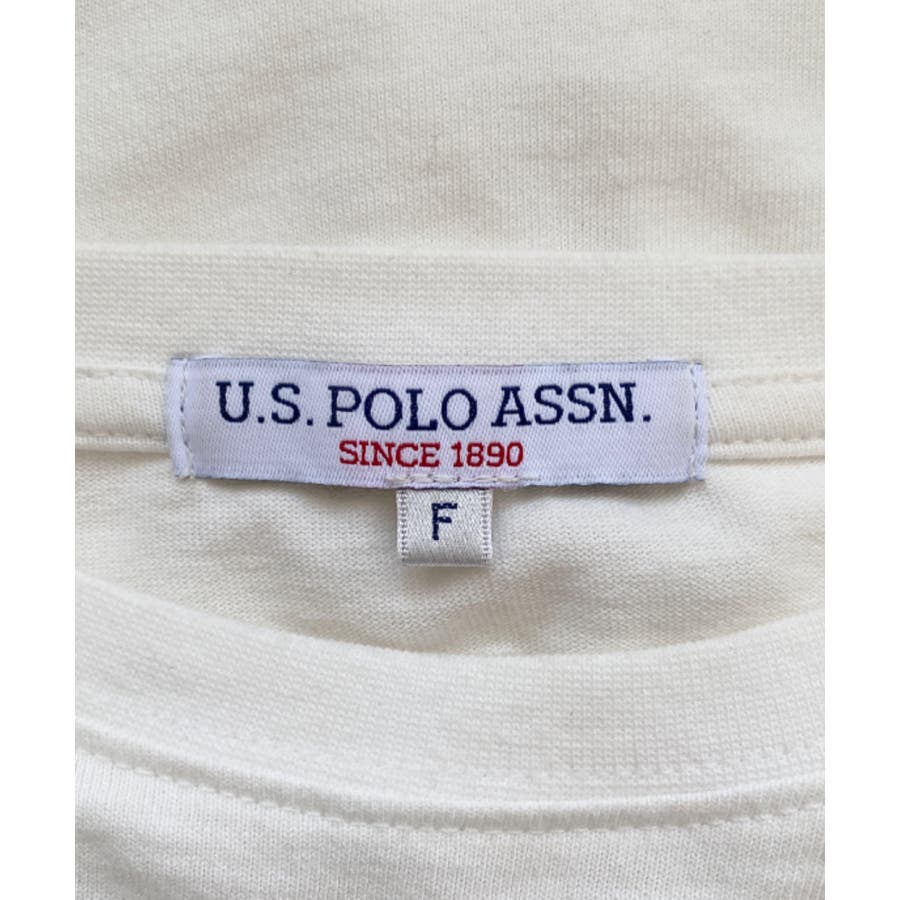 U.S. POLO ASSN.
SINCE 1890
F